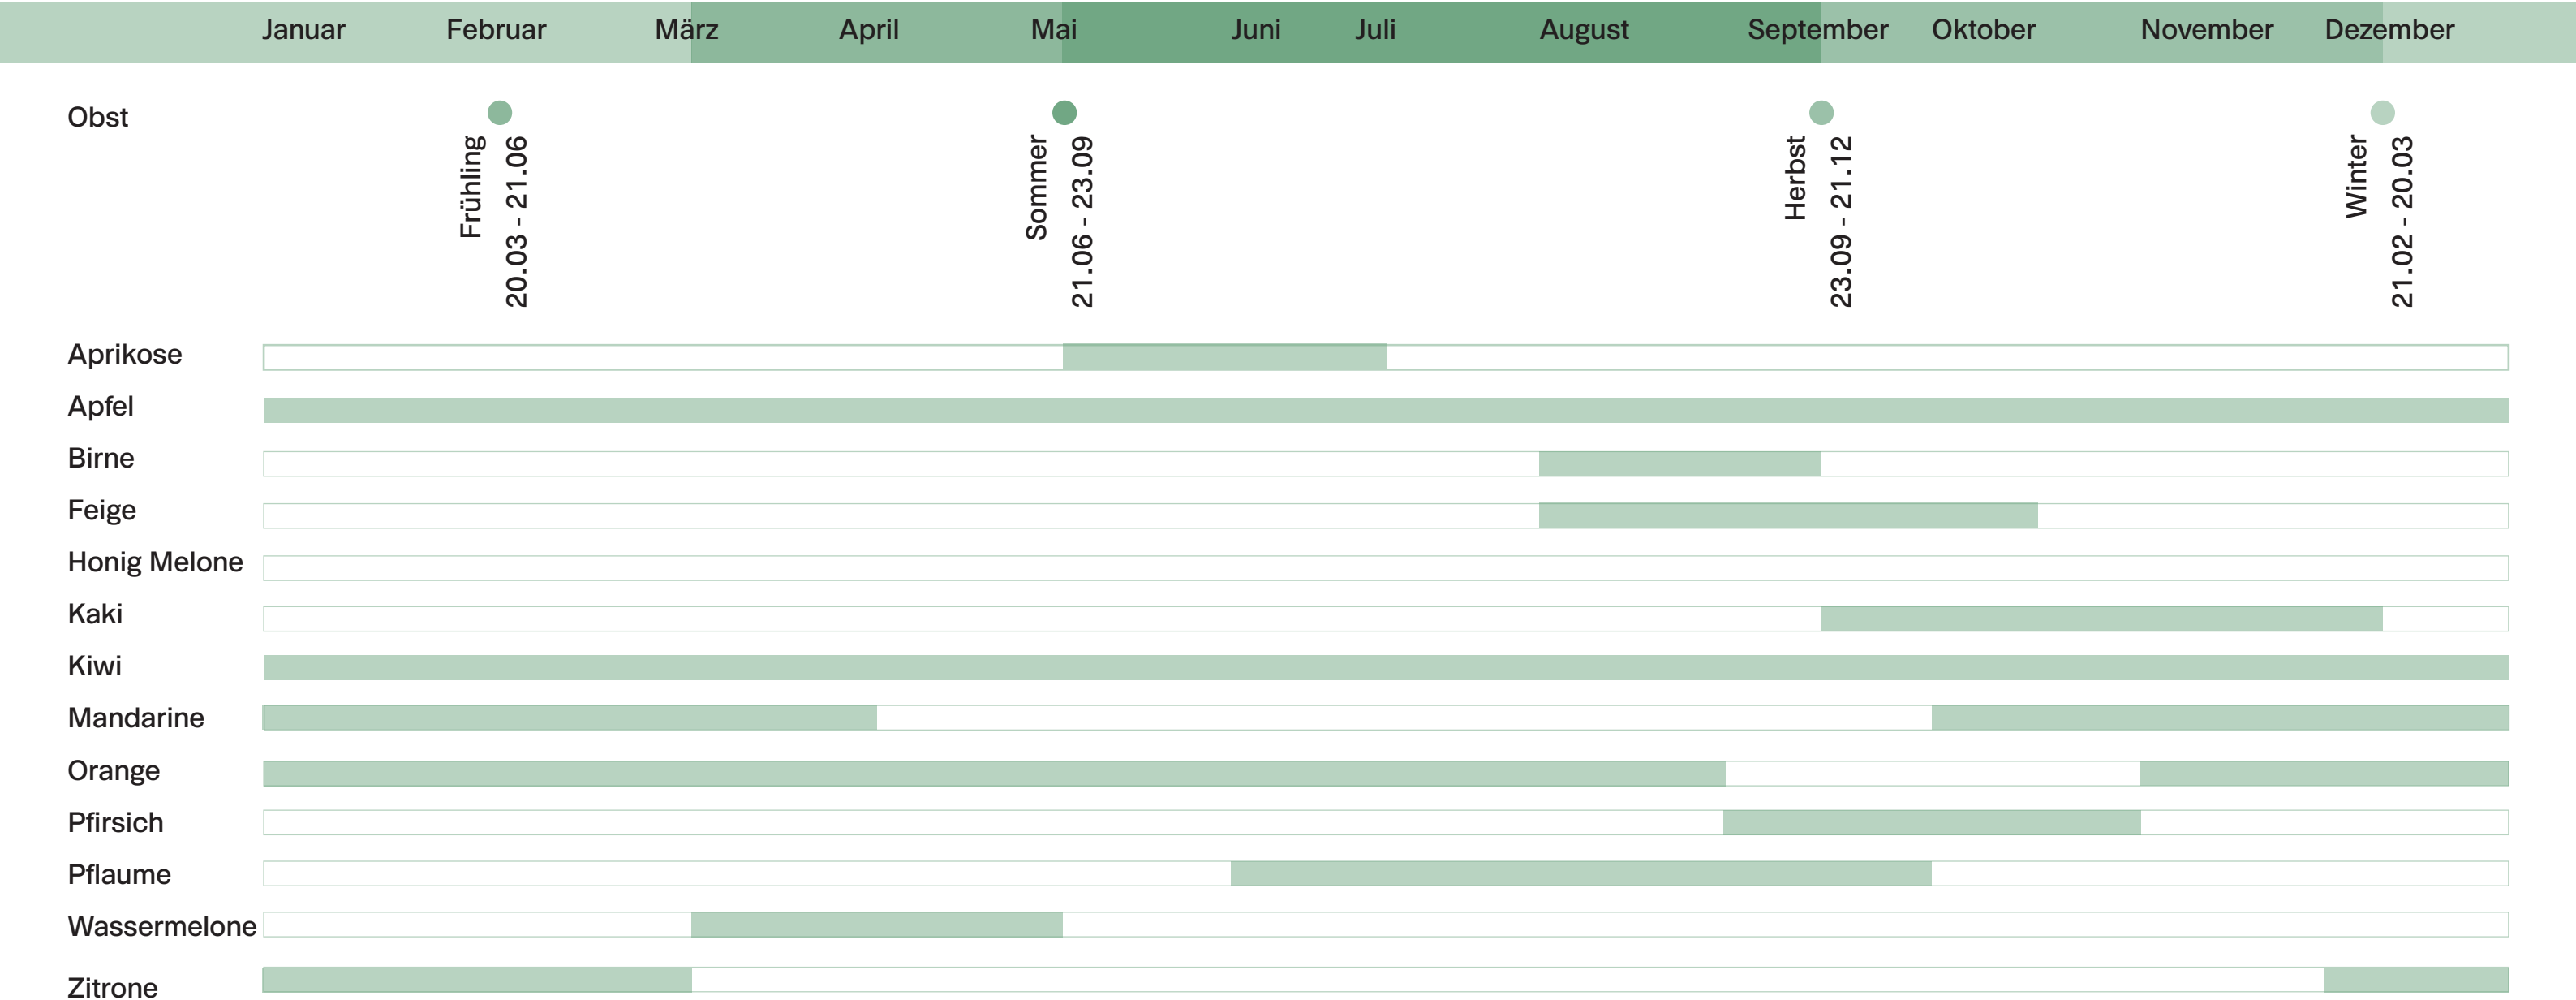 Januar Februar März April Mai Juni Juli August September Oktober November Dezember
Obst
Frühling
20.03 - 21.06
Sommer
21.06 - 23.09
Herbst
23.09 - 21.12
Winter
21.02 - 20.03
Aprikose
Apfel
Birne
Feige
Honig Melone
Kaki
Kiwi
Mandarine
Orange
Pfirsich
Pflaume
Wassermelone
Zitrone